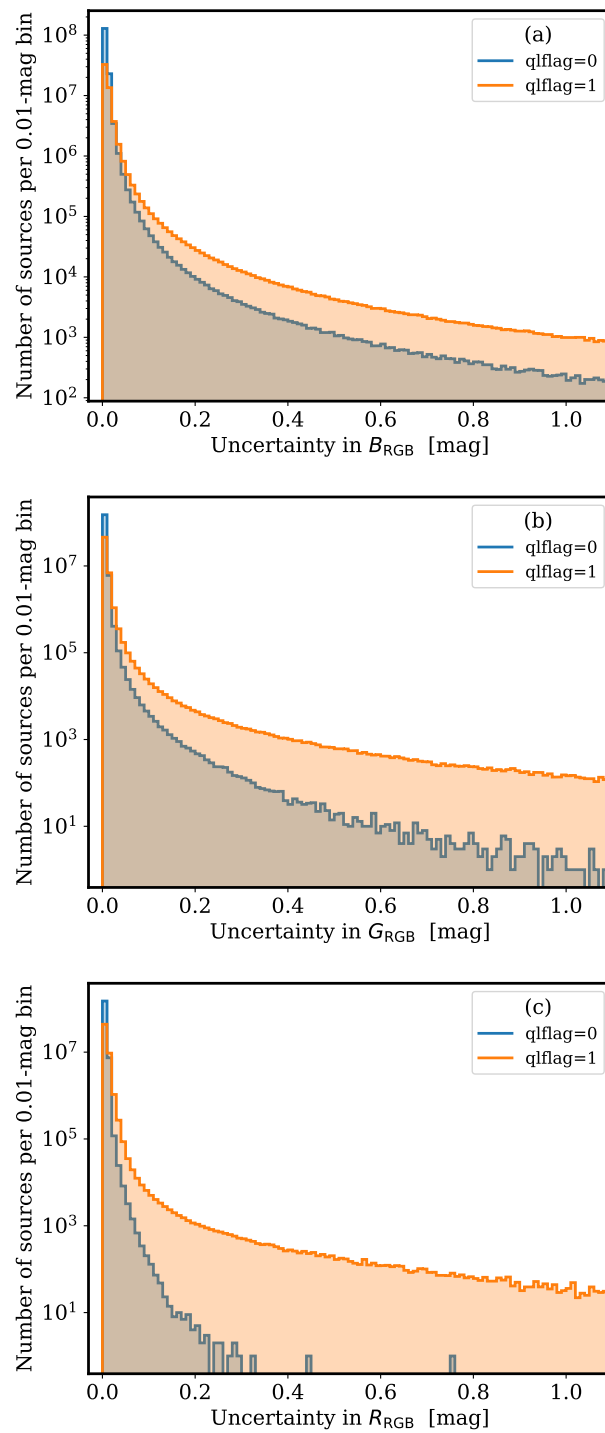 (a)
qlflag=0
qlflag=1
10^8
10^7
10^6
10^5
10^4
10^3
10^2
Number of sources per 0.01-mag bin
0.0 0.2 0.4 0.6 0.8 1.0
Uncertainty in B_RGB [mag]
(b)
qlflag=0
qlflag=1
10^7
10^5
10^3
10^1
Number of sources per 0.01-mag bin
0.0 0.2 0.4 0.6 0.8 1.0
Uncertainty in G_RGB [mag]
(c)
qlflag=0
qlflag=1
10^7
10^5
10^3
10^1
Number of sources per 0.01-mag bin
0.0 0.2 0.4 0.6 0.8 1.0
Uncertainty in R_RGB [mag]